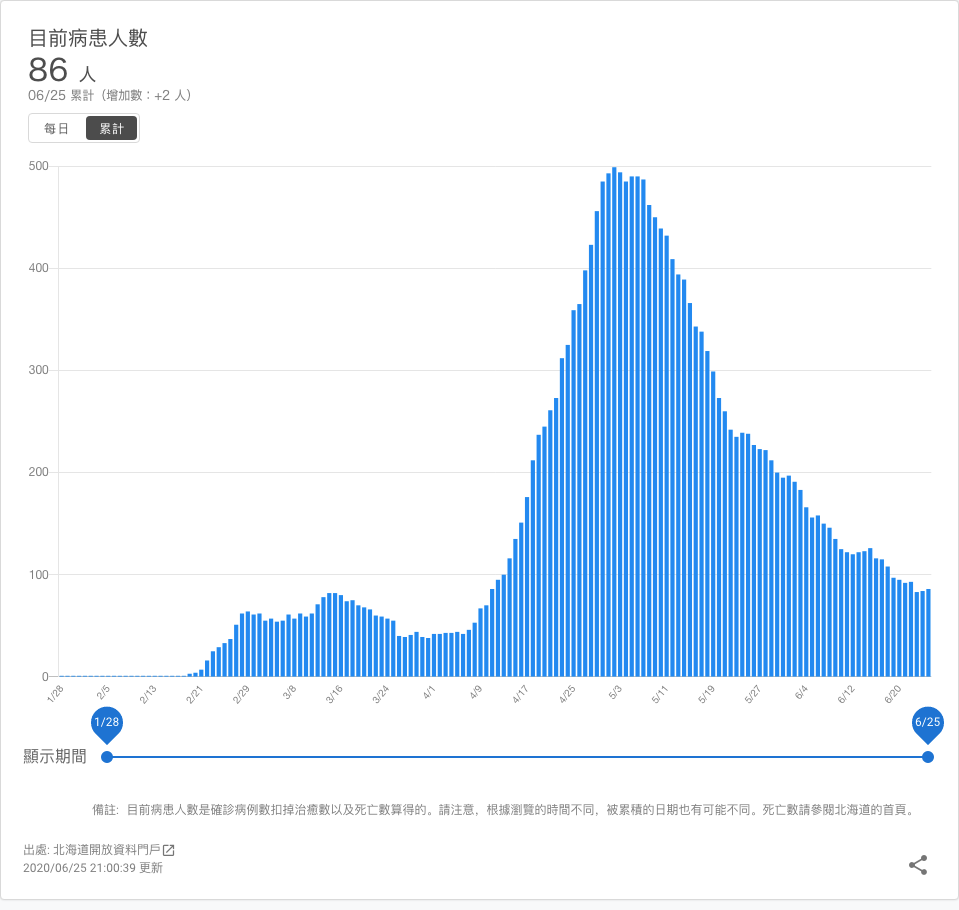 目前病患人數
86 人
06/25 累計（增加數：+2 人）
每日 累計
500
400
300
200
100
0
1/28 2/5 2/13 2/21 2/29 3/8 3/16 3/24 4/1 4/9 4/17 4/25 5/3 5/11 5/19 5/27 6/4 6/12 6/20
1/28 6/25
顯示期間
備註: 目前病患人數是確診病例數扣掉治癒數以及死亡數算得的。請注意，根據瀏覽的時間不同，被累積的日期也有可能不同。死亡數請參閱北海道的首頁。
出處: 北海道開放資料門戶
2020/06/25 21:00:39 更新